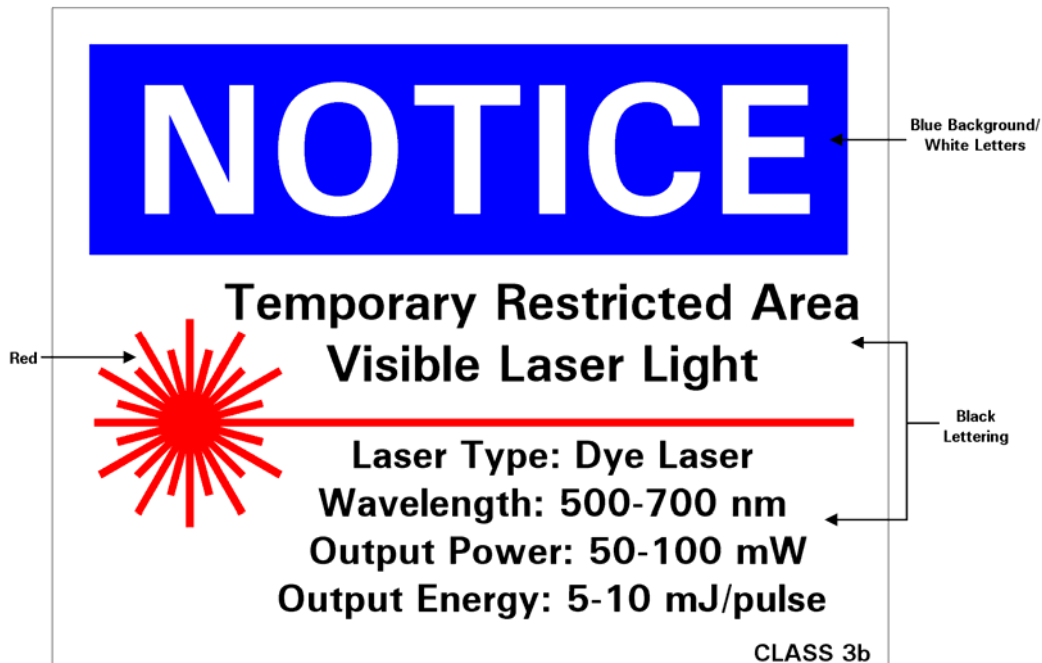 NOTICE
Blue Background/
White Letters
Temporary Restricted Area
Red
Visible Laser Light
Black
Lettering
Laser Type: Dye Laser
Wavelength: 500-700 nm
Output Power: 50-100 mW
Output Energy: 5-10 mJ/pulse
CLASS 3b